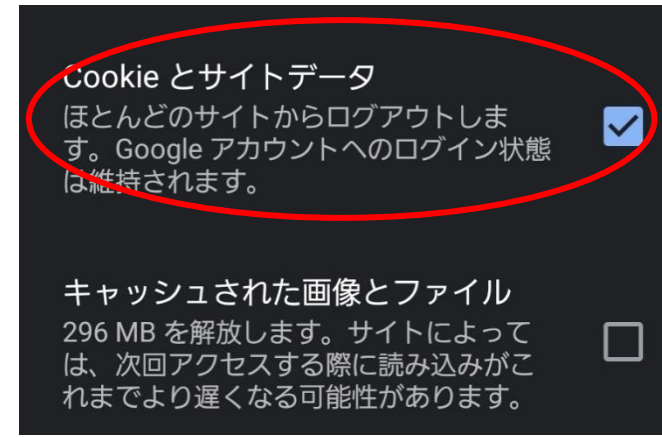 Cookie とサイトデータ
ほとんどのサイトからログアウトしま
す。Google アカウントへのログイン状態
は維持されます。
キャッシュされた画像とファイル
296 MB を解放します。サイトによって
は、次回アクセスする際に読み込みがこ
れまでより遅くなる可能性があります。